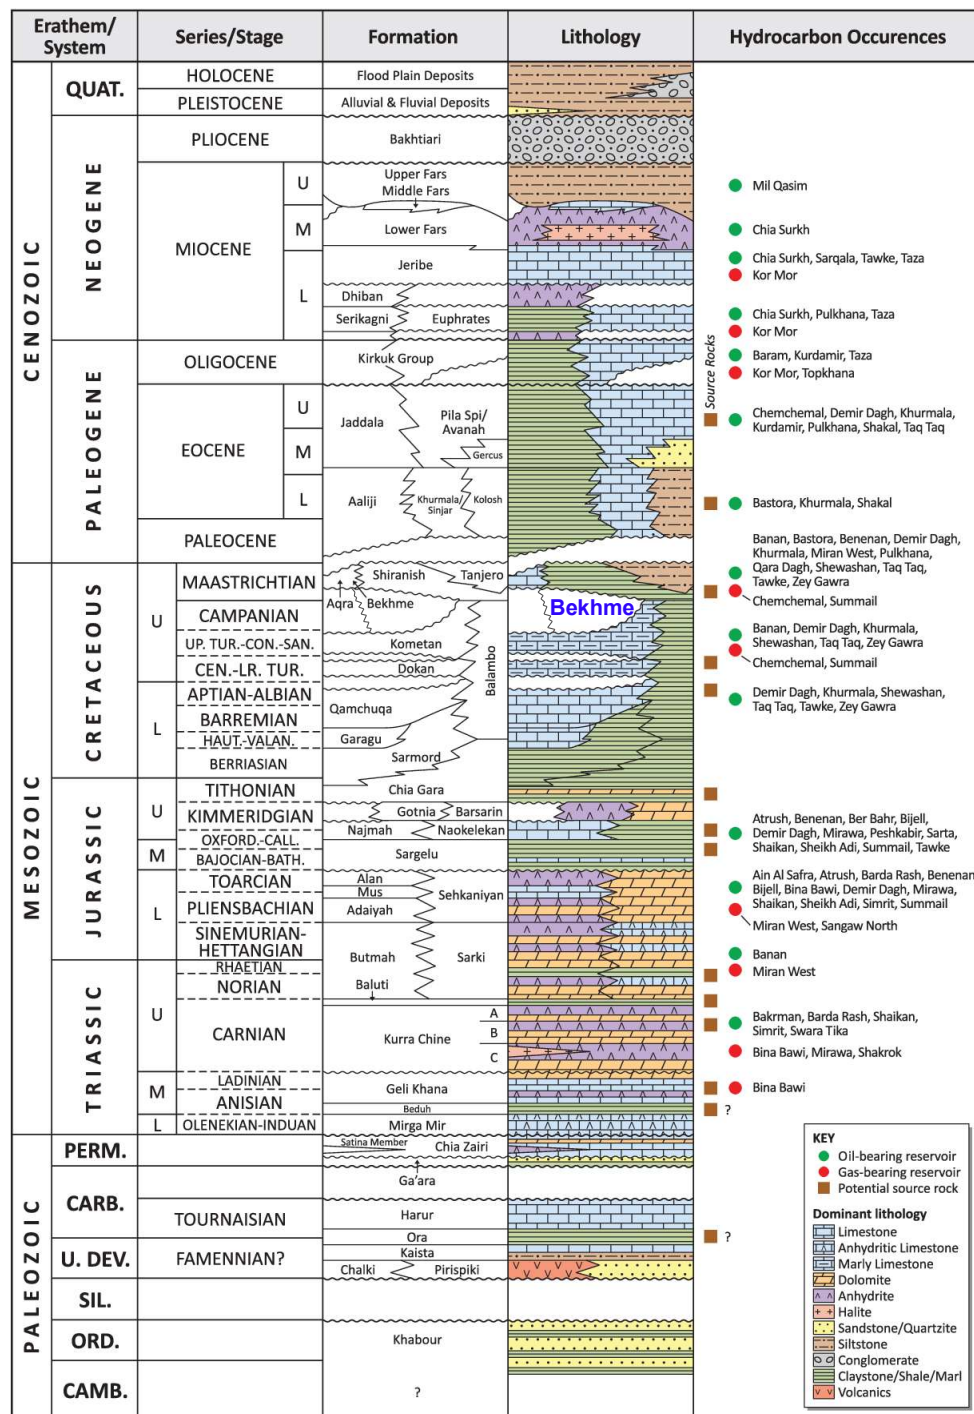 Erathem/
System
Series/Stage
Formation
Lithology
Hydrocarbon Occurences
CENOZOIC
MESOZOIC
PALEOZOIC
QUAT.
NEOGENE
PALEOGENE
CRETACEOUS
JURASSIC
TRIASSIC
PERM.
CARB.
U. DEV.
SIL.
ORD.
CAMB.
HOLOCENE
PLEISTOCENE
PLIOCENE
MIOCENE
U
M
L
OLIGOCENE
EOCENE
U
M
L
PALEOCENE
U
MAASTRICHTIAN
CAMPANIAN
UP. TUR.-CON.-SAN.
CEN.-LR. TUR.
L
APTIAN-ALBIAN
BARREMIAN
HAUT.-VALAN.
BERRIASIAN
U
TITHONIAN
KIMMERIDGIAN
OXFORD.-CALL.
M
BAJOCIAN-BATH.
L
TOARCIAN
PLIENSBACHIAN
SINEMURIAN-
HETTANGIAN
U
RHAETIAN
NORIAN
CARNIAN
M
LADINIAN
ANISIAN
L
OLENEKIAN-INDUAN
TOURNAISIAN
FAMENNIAN?
Flood Plain Deposits
Alluvial & Fluvial Deposits
Bakhtiari
Upper Fars
Middle Fars
Lower Fars
Jeribe
Dhiban
Serikagni
Euphrates
Kirkuk Group
Jaddala
Pila Spi/
Avanah
Gercus
Aaliji
Khurmala/
Sinjar
Kolosh
Shiranish
Tanjero
Aqra
Bekhme
Kometan
Dokan
Balambo
Qamchuqa
Garagu
Sarmord
Chia Gara
Gotnia
Barsarin
Najmah
Naokelekan
Sargelu
Alan
Mus
Adaiyah
Sehkaniyan
Butmah
Sarki
Baluti
Kurra Chine
A
B
C
Geli Khana
Beduh
Mirga Mir
Satina Member
Chia Zairi
Ga'ara
Harur
Ora
Kaista
Chalki
Pirispiki
Khabour
?
Bekhme
Source Rocks
Mil Qasim
Chia Surkh
Chia Surkh, Sarqala, Tawke, Taza
Kor Mor
Chia Surkh, Pulkhana, Taza
Kor Mor
Baram, Kurdamir, Taza
Kor Mor, Topkhana
Chemchemal, Demir Dagh, Khurmala,
Kurdamir, Pulkhana, Shakal, Taq Taq
Bastora, Khurmala, Shakal
Banan, Bastora, Benenan, Demir Dagh,
Khurmala, Miran West, Pulkhana,
Qara Dagh, Shewashan, Taq Taq,
Tawke, Zey Gawra
Chemchemal, Summail
Banan, Demir Dagh, Khurmala,
Shewashan, Taq Taq, Zey Gawra
Chemchemal, Summail
Demir Dagh, Khurmala, Shewashan,
Taq Taq, Tawke, Zey Gawra
Atrush, Benenan, Ber Bahr, Bijell,
Demir Dagh, Mirawa, Peshkabir, Sarta,
Shaikan, Sheikh Adi, Summail, Tawke
Ain Al Safra, Atrush, Barda Rash, Benenan
Bijell, Bina Bawi, Demir Dagh, Mirawa,
Shaikan, Sheikh Adi, Simrit, Summail
Miran West, Sangaw North
Banan
Miran West
Bakrman, Barda Rash, Shaikan,
Simrit, Swara Tika
Bina Bawi, Mirawa, Shakrok
Bina Bawi
?
?
KEY
Oil-bearing reservoir
Gas-bearing reservoir
Potential source rock
Dominant lithology
Limestone
Anhydritic Limestone
Marly Limestone
Dolomite
Anhydrite
Halite
Sandstone/Quartzite
Siltstone
Conglomerate
Claystone/Shale/Marl
Volcanics